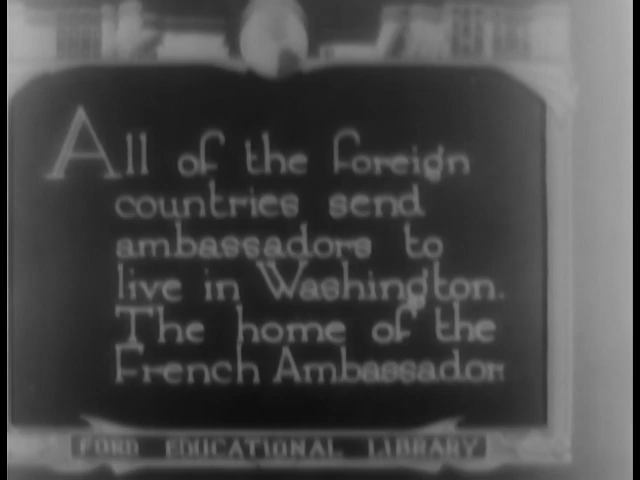 All of the foreign
countries send
ambassadors to
live in Washington.
The home of the
French Ambassador
FORD EDUCATIONAL LIBRARY